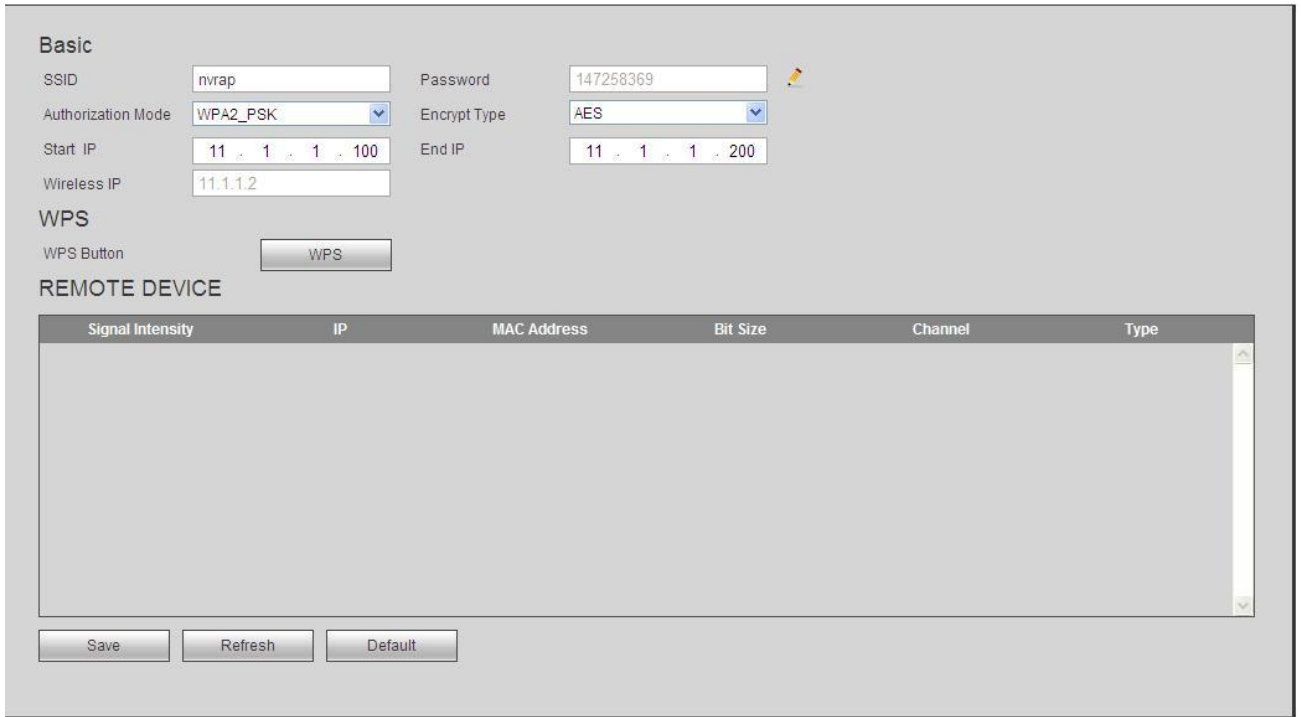 Basic
SSID nvrap Password 147258369
Authorization Mode WPA2_PSK Encrypt Type AES
Start IP 11 . 1 . 1 . 100 End IP 11 . 1 . 1 . 200
Wireless IP 11.1.1.2
WPS
WPS Button WPS
REMOTE DEVICE
Signal Intensity IP MAC Address Bit Size Channel Type
Save Refresh Default